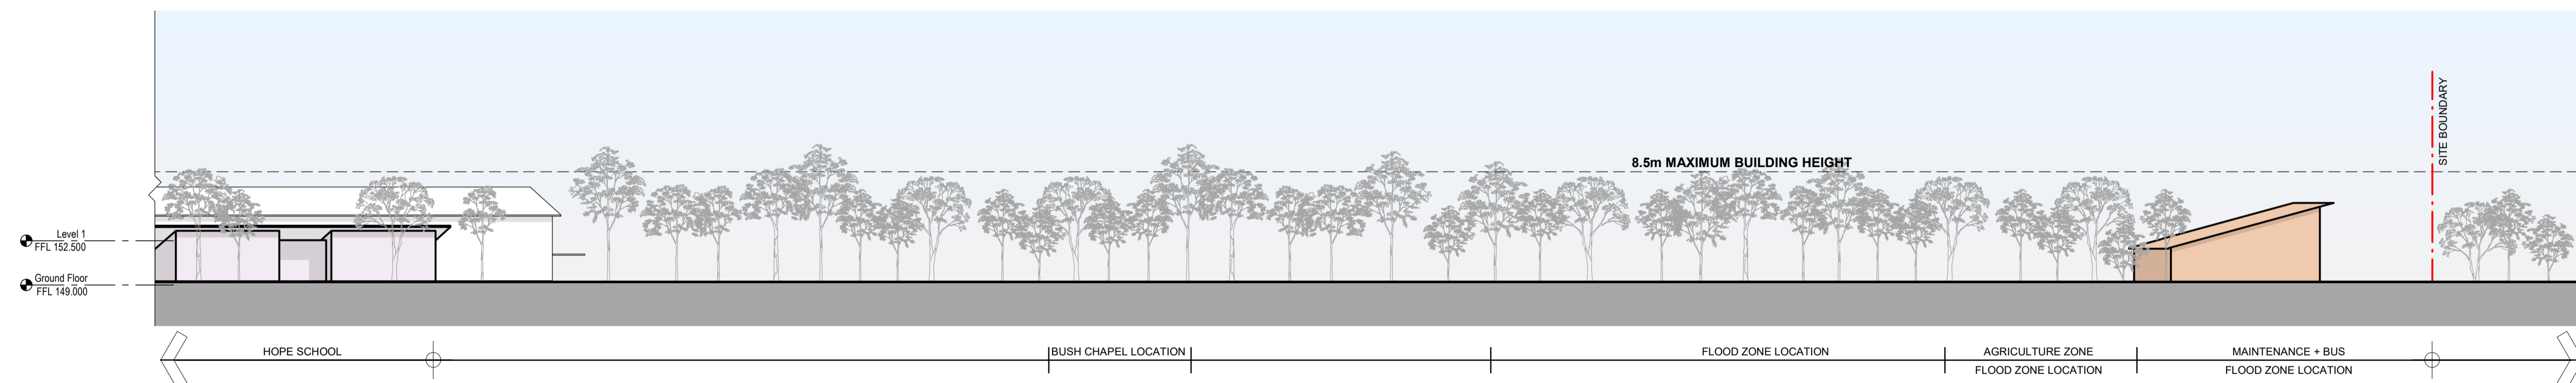 SITE BOUNDARY
8.5m MAXIMUM BUILDING HEIGHT
Level 1
FFL 152.500
Ground Floor
FFL 149.000
HOPE SCHOOL
BUSH CHAPEL LOCATION
FLOOD ZONE LOCATION
AGRICULTURE ZONE
FLOOD ZONE LOCATION
MAINTENANCE + BUS
FLOOD ZONE LOCATION